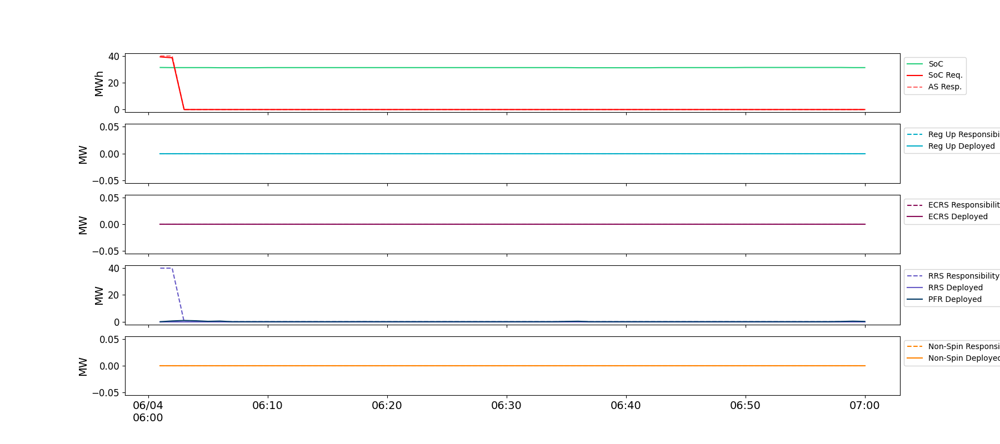 40
20
0
MWh
SoC
SoC Req.
AS Resp.
0.05
0.00
−0.05
MW
Reg Up Responsibi
Reg Up Deployed
0.05
0.00
−0.05
MW
ECRS Responsibilit
ECRS Deployed
40
20
0
MW
RRS Responsibility
RRS Deployed
PFR Deployed
0.05
0.00
−0.05
MW
Non-Spin Responsi
Non-Spin Deployed
06/04 06:10 06:20 06:30 06:40 06:50 07:00
06:00